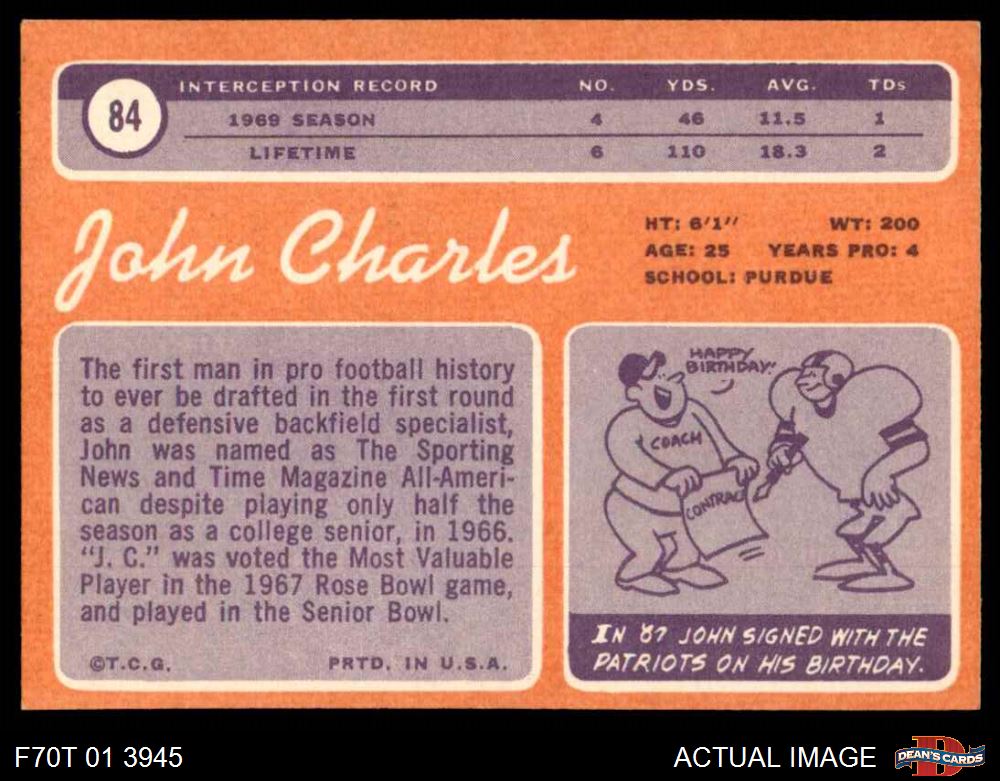 84
INTERCEPTION RECORD NO. YDS. AVG. TDs
1969 SEASON 4 46 11.5 1
LIFETIME 6 110 18.3 2
John Charles
HT: 6'1" WT: 200
AGE: 25 YEARS PRO: 4
SCHOOL: PURDUE
The first man in pro football history
to ever be drafted in the first round
as a defensive backfield specialist,
John was named as The Sporting
News and Time Magazine All-Ameri-
can despite playing only half the
season as a college senior, in 1966.
"J. C." was voted the Most Valuable
Player in the 1967 Rose Bowl game,
and played in the Senior Bowl.
©T.C.G. PRTD. IN U.S.A.
HAPPY
BIRTHDAY!
COACH
CONTRACT
IN '67 JOHN SIGNED WITH THE
PATRIOTS ON HIS BIRTHDAY.
F70T 01 3945
ACTUAL IMAGE
D
DEAN'S CARDS